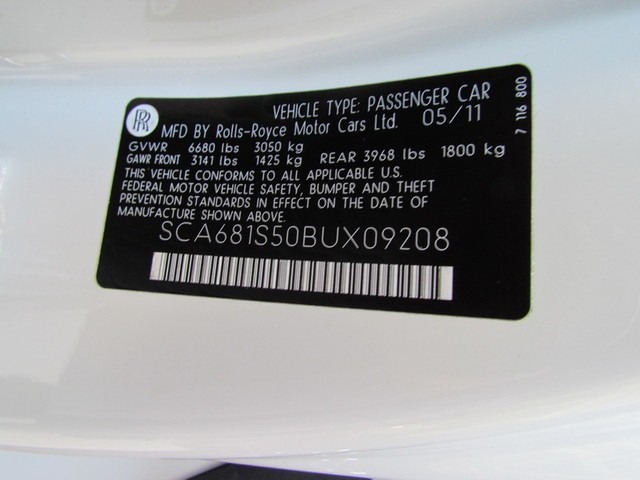 VEHICLE TYPE: PASSENGER CAR
RR MFD BY Rolls-Royce Motor Cars Ltd. 05/11
GVWR 6680 lbs 3050 kg
GAWR FRONT 3141 lbs 1425 kg REAR 3968 lbs 1800 kg
THIS VEHICLE CONFORMS TO ALL APPLICABLE U.S.
FEDERAL MOTOR VEHICLE SAFETY, BUMPER AND THEFT
PREVENTION STANDARDS IN EFFECT ON THE DATE OF
MANUFACTURE SHOWN ABOVE.
SCA681S50BUX09208
7 116 800